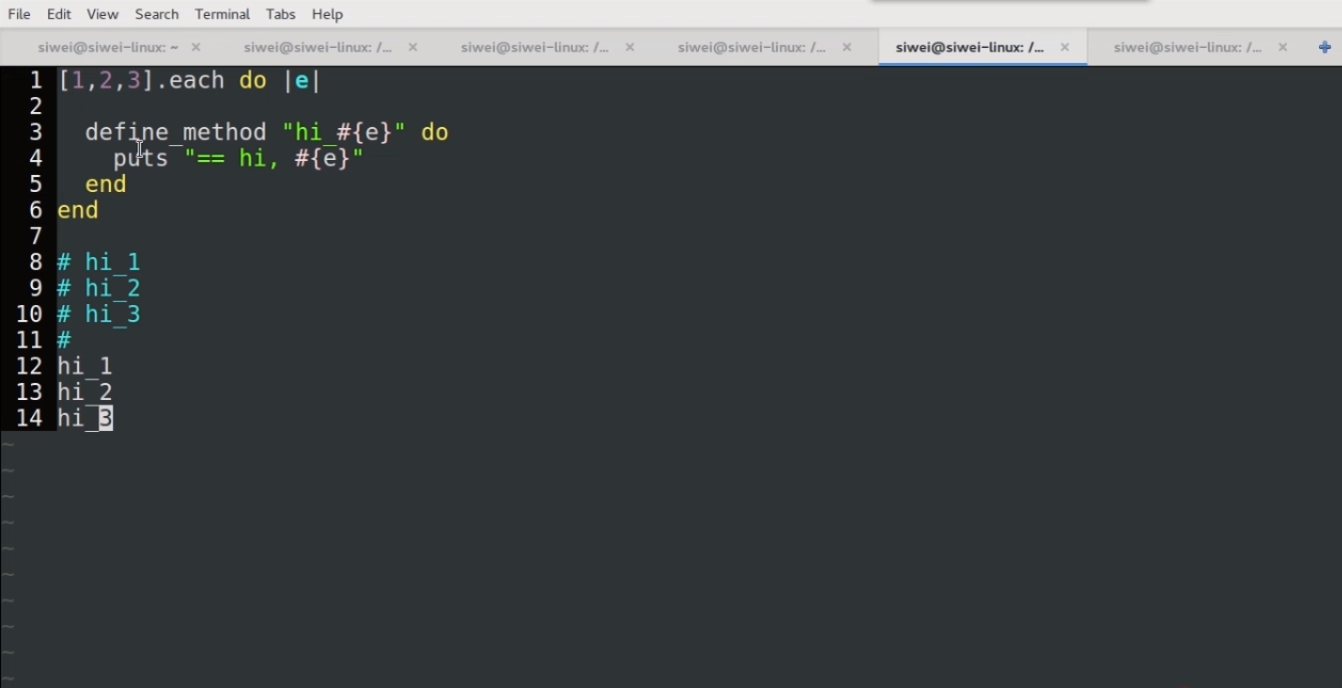 File Edit View Search Terminal Tabs Help
siwei@siwei-linux: ~ × siwei@siwei-linux: /... × siwei@siwei-linux: /... × siwei@siwei-linux: /... × siwei@siwei-linux: /... × siwei@siwei-linux: /... ×
1 [1,2,3].each do |e|
2
3   define_method "hi_#{e}" do
4     puts "== hi, #{e}"
5   end
6 end
7
8 # hi_1
9 # hi_2
10 # hi_3
11 #
12 hi_1
13 hi_2
14 hi_3
~
~
~
~
~
~
~
~
~
~